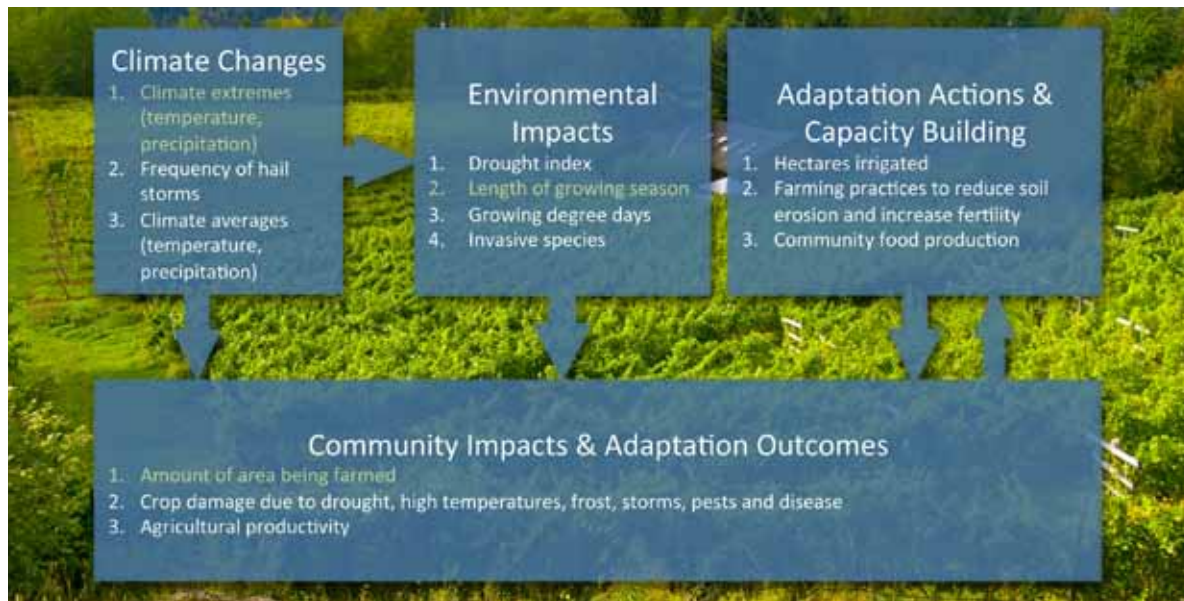 Climate Changes
1. Climate extremes
(temperature,
precipitation)
2. Frequency of hail
storms
3. Climate averages
(temperature,
precipitation)
Environmental
Impacts
1. Drought index
2. Length of growing season
3. Growing degree days
4. Invasive species
Adaptation Actions &
Capacity Building
1. Hectares irrigated
2. Farming practices to reduce soil
erosion and increase fertility
3. Community food production
Community Impacts & Adaptation Outcomes
1. Amount of area being farmed
2. Crop damage due to drought, high temperatures, frost, storms, pests and disease
3. Agricultural productivity